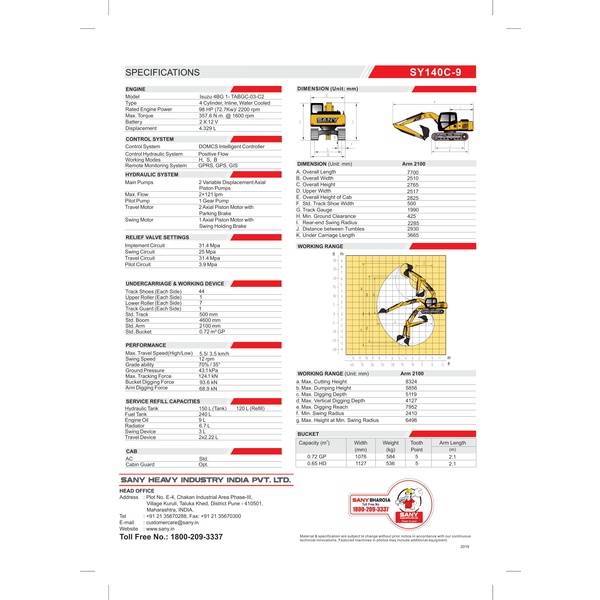 SPECIFICATIONS
SY140C-9
ENGINE
Model Isuzu 4BG 1- TABGC-03-C2
Type 4 Cylinder, Inline, Water Cooled
Rated Engine Power 98 HP (72.7Kw)/ 2200 rpm
Max. Torque 357.6 N.m. @ 1600 rpm
Battery 2 X 12 V
Displacement 4.329 L
CONTROL SYSTEM
Control System DOMCS Intelligent Controller
Control Hydraulic System Positive Flow
Working Modes H, S, B
Remote Monitoring System GPRS, GPS, GIS
HYDRAULIC SYSTEM
Main Pumps 2 Variable Displacement Axial
Piston Pumps
Max. Flow 2×121 lpm
Pilot Pump 1 Gear Pump
Travel Motor 2 Axial Piston Motor with
Parking Brake
Swing Motor 1 Axial Piston Motor with
Swing Holding Brake
RELIEF VALVE SETTINGS
Implement Circuit 31.4 Mpa
Swing Circuit 25 Mpa
Travel Circuit 31.4 Mpa
Pilot Circuit 3.9 Mpa
UNDERCARRIAGE & WORKING DEVICE
Track Shoes (Each Side) 44
Upper Roller (Each Side) 1
Lower Roller (Each Side) 7
Track Guard (Each Side) 1
Std. Track 500 mm
Std. Boom 4600 mm
Std. Arm 2100 mm
Std. Bucket 0.72 m³ GP
PERFORMANCE
Max. Travel Speed(High/Low) 5.5/ 3.5 km/h
Swing Speed 12 rpm
Grade ability 70% / 35°
Ground Pressure 43.1 kPa
Max. Tracking Force 124.1 kN
Bucket Digging Force 93.6 kN
Arm Digging Force 68.9 kN
SERVICE REFILL CAPACITIES
Hydraulic Tank 150 L (Tank) 120 L (Refill)
Fuel Tank 240 L
Engine Oil 9 L
Radiator 6.7 L
Swing Device 3 L
Travel Device 2x2.22 L
CAB
AC Std.
Cabin Guard Opt.
DIMENSION (Unit: mm)
SANY
DIMENSION (Unit: mm) Arm 2100
A. Overall Length 7700
B. Overall Width 2510
C. Overall Height 2765
D. Upper Width 2517
E. Overall Height of Cab 2825
F. Std. Track Shoe Width 500
G. Track Gauge 1990
H. Min. Ground Clearance 425
I. Rear-end Swing Radius 2285
J. Distance between Tumbles 2930
K. Under Carriage Length 3665
WORKING RANGE
WORKING RANGE (Unit: mm) Arm 2100
a. Max. Cutting Height 8324
b. Max. Dumping Height 5856
c. Max. Digging Depth 5119
d. Max. Vertical Digging Depth 4127
e. Max. Digging Reach 7952
f. Min. Swing Radius 2410
g. Max. Height at Min. Swing Radius 6496
BUCKET
Capacity (m³) Width (mm) Weight (kg) Tooth Point Arm Length (m)
0.72 GP 1076 584 5 2.1
0.65 HD 1127 536 5 2.1
SANY HEAVY INDUSTRY INDIA PVT. LTD.
HEAD OFFICE
Address : Plot No. E-4, Chakan Industrial Area Phase-III,
Village Kuruli, Taluka Khed, District Pune - 410501.
Maharashtra, INDIA.
Tel : +91 21 35670288, Fax: +91 21 35670300
E-mail : customercare@sany.in
Website : www.sany.in
Toll Free No.: 1800-209-3337
SANY BHAROSA
Toll Free No.
1800-209-3337
SANY
Material & specification are subject to change without prior notice in accordance with our continuous
technical innovations. Featured machines in photos may include additional equipment.
2019